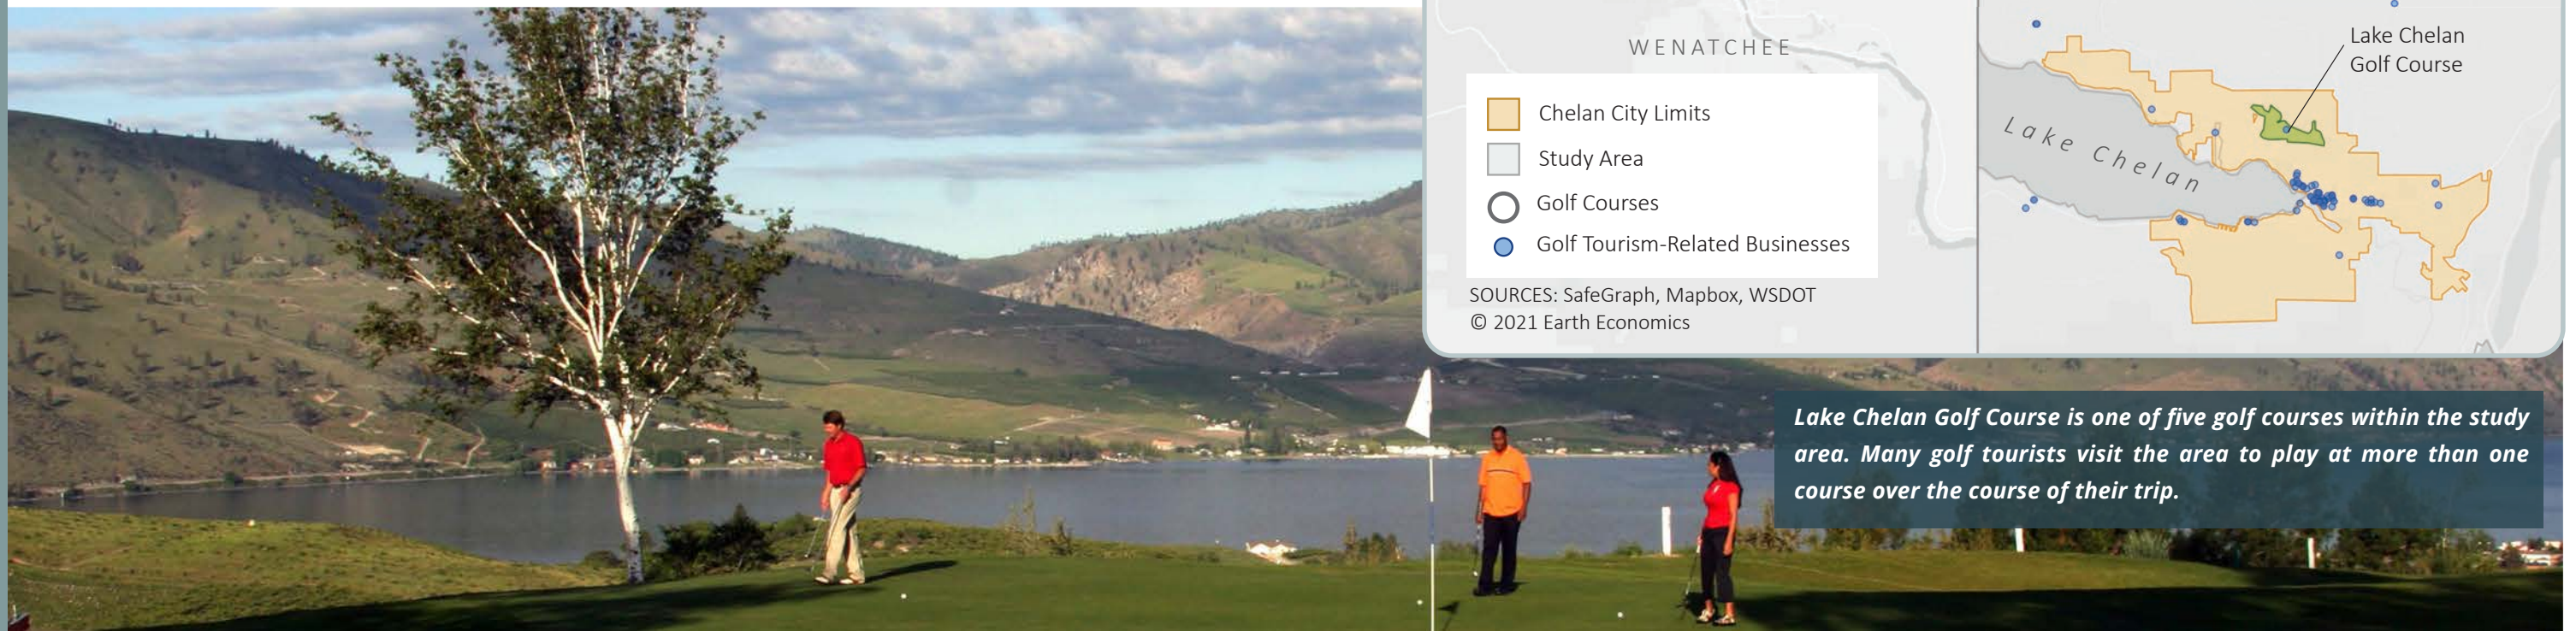 WENATCHEE
Chelan City Limits
Study Area
Golf Courses
Golf Tourism-Related Businesses
SOURCES: SafeGraph, Mapbox, WSDOT
© 2021 Earth Economics
Lake Chelan
Golf Course
Lake Chelan
Lake Chelan Golf Course is one of five golf courses within the study
area. Many golf tourists visit the area to play at more than one
course over the course of their trip.